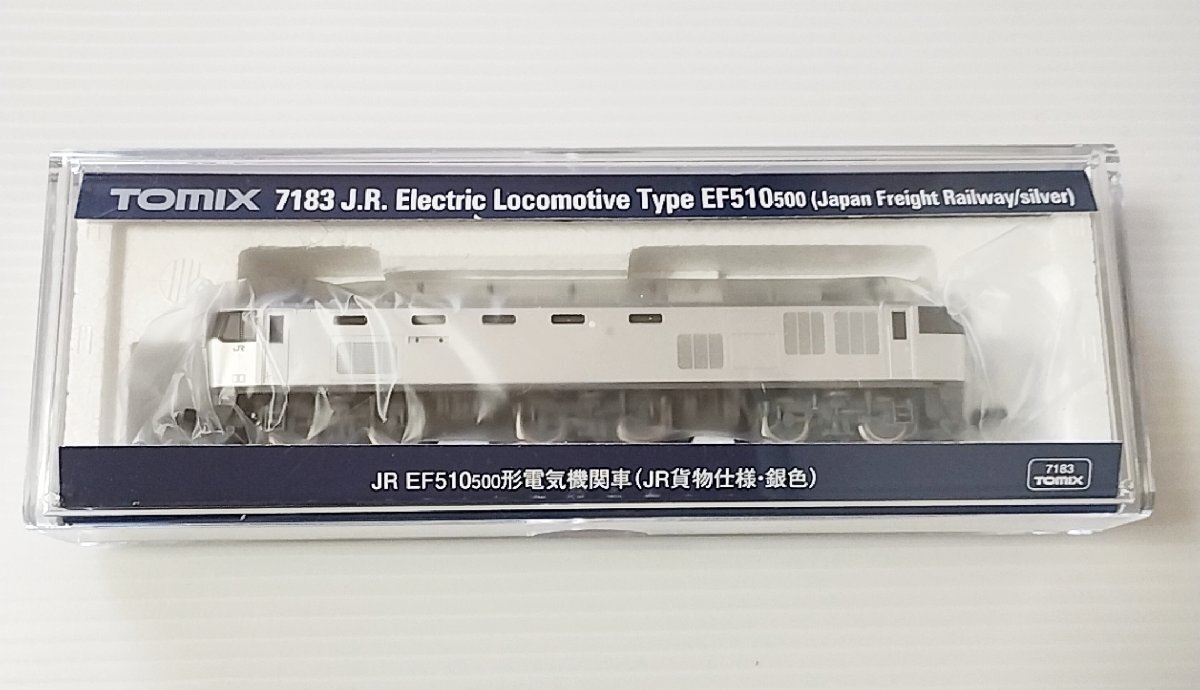 TOMIX 7183 J.R. Electric Locomotive Type EF510500 (Japan Freight Railway/silver)
JR
JR EF510500形電気機関車(JR貨物仕様・銀色)
7183
TOMIX